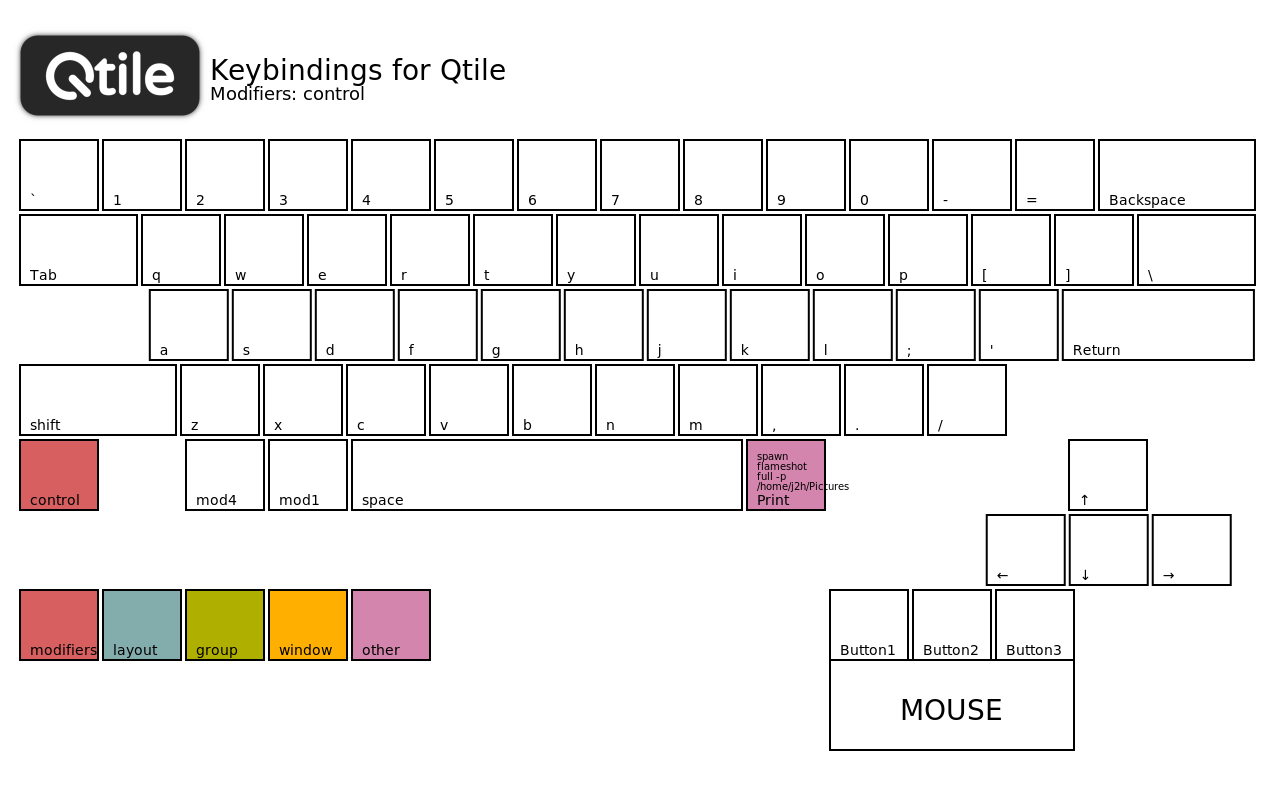 Qtile
Keybindings for Qtile
Modifiers: control
` 1 2 3 4 5 6 7 8 9 0 - = Backspace
Tab q w e r t y u i o p [ ] \
a s d f g h j k l ; ' Return
shift z x c v b n m , . /
control mod4 mod1 space
spawn
flameshot
full -p
/home/j2h/Pictures
Print
↑
← ↓ →
modifiers layout group window other
Button1 Button2 Button3
MOUSE